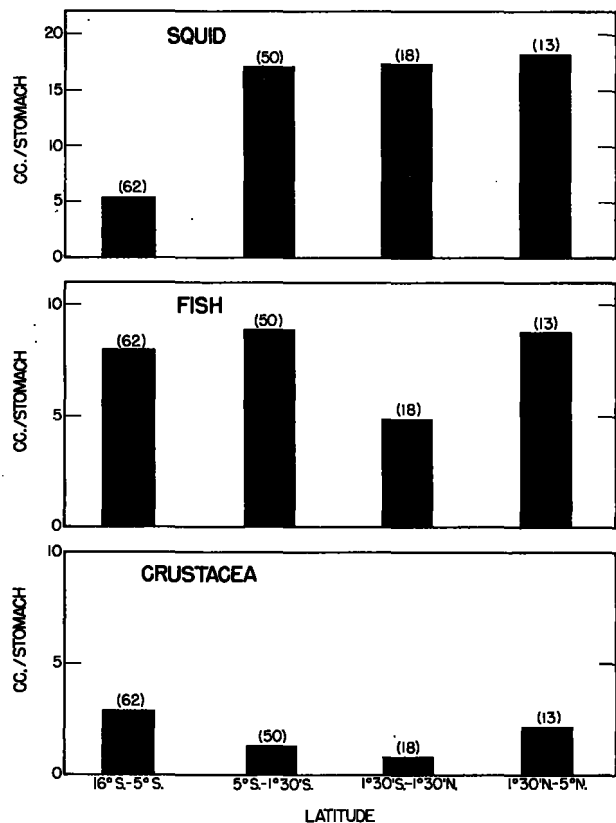 SQUID
20
15
10
5
0
CC./STOMACH
(62)
(50)
(18)
(13)
FISH
10
5
0
CC./STOMACH
(62)
(50)
(18)
(13)
CRUSTACEA
10
5
0
CC./STOMACH
(62)
(50)
(18)
(13)
16°S.-5°S. 5°S.-1°30'S. 1°30'S.-1°30'N. 1°30'N.-5°N.
LATITUDE